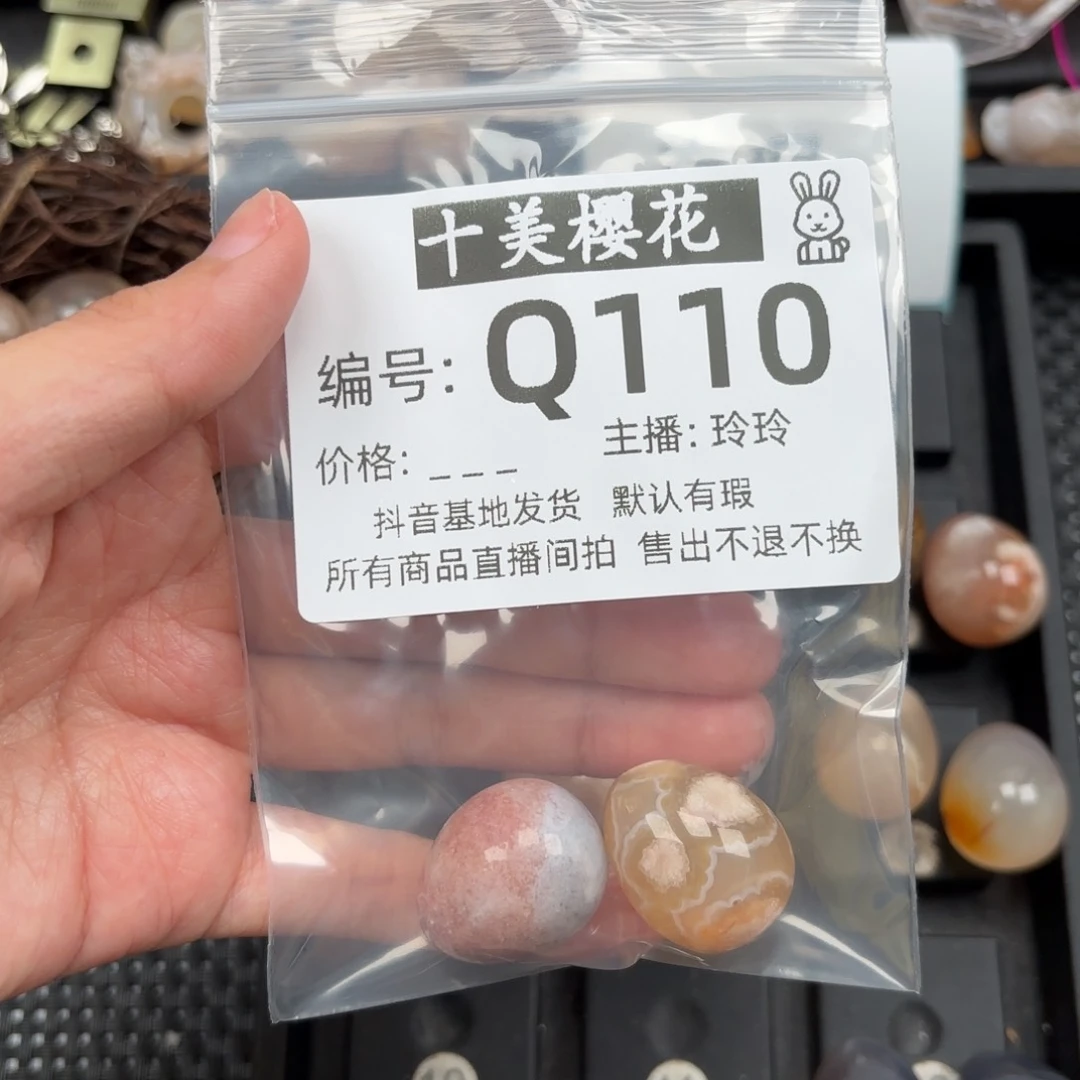 十美樱花
编号: Q110
价格: _ _ _ 主播: 玲玲
抖音基地发货 默认有瑕
所有商品直播间拍 售出不退不换